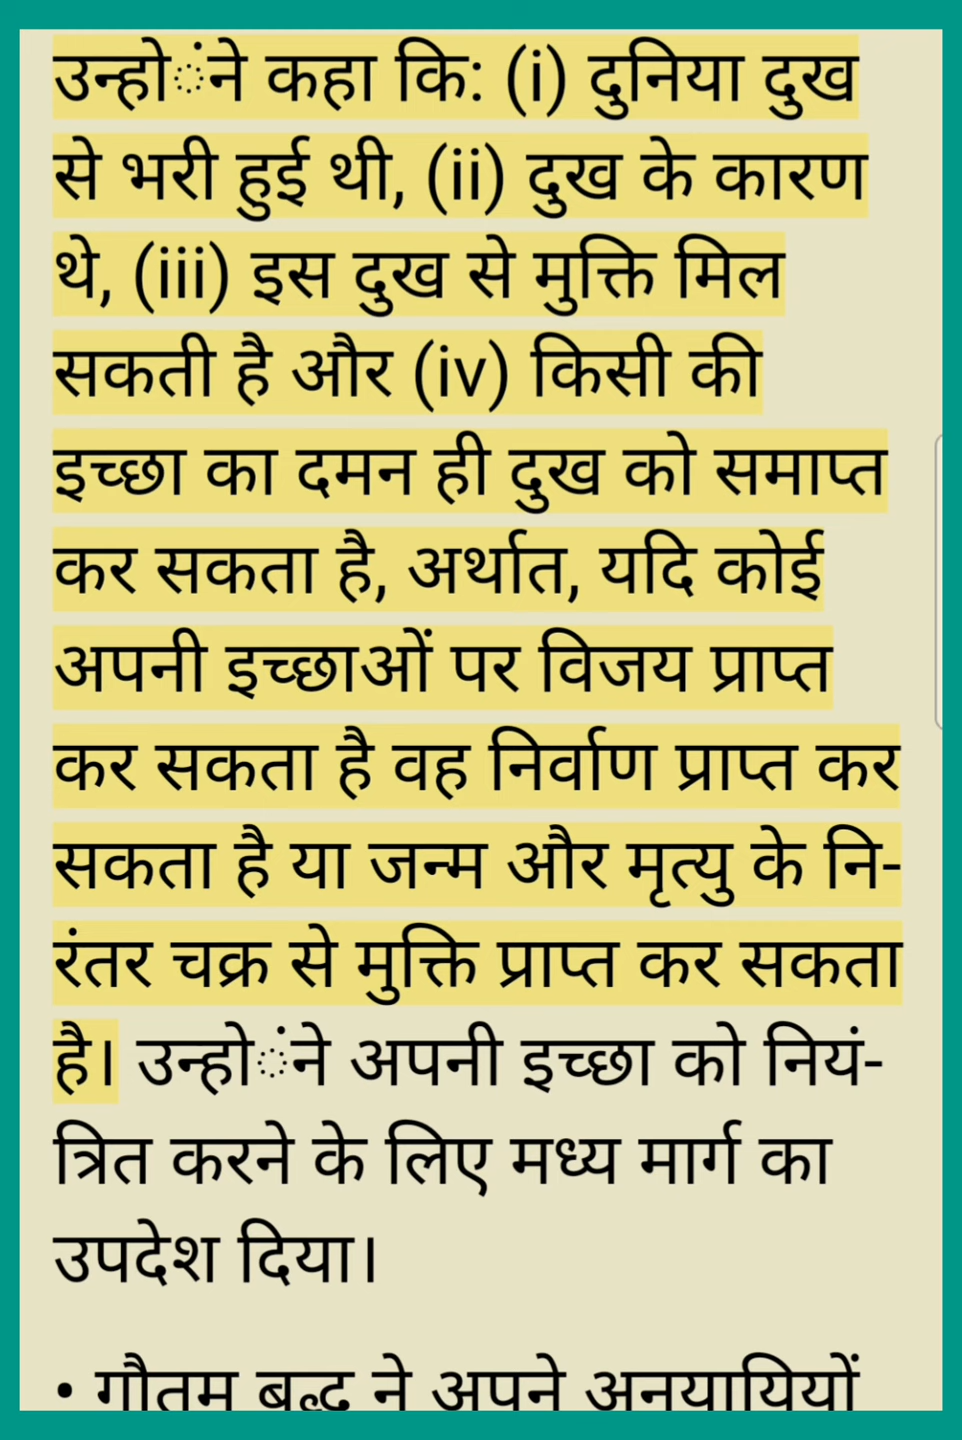 उन्होंने कहा कि: (i) दुनिया दुख
से भरी हुई थी, (ii) दुख के कारण
थे, (iii) इस दुख से मुक्ति मिल
सकती है और (iv) किसी की
इच्छा का दमन ही दुख को समाप्त
कर सकता है, अर्थात, यदि कोई
अपनी इच्छाओं पर विजय प्राप्त
कर सकता है वह निर्वाण प्राप्त कर
सकता है या जन्म और मृत्यु के नि-
रंतर चक्र से मुक्ति प्राप्त कर सकता
है। उन्होंने अपनी इच्छा को नियं-
त्रित करने के लिए मध्य मार्ग का
उपदेश दिया।
• गौतम बुद्ध ने अपने अनुयायियों